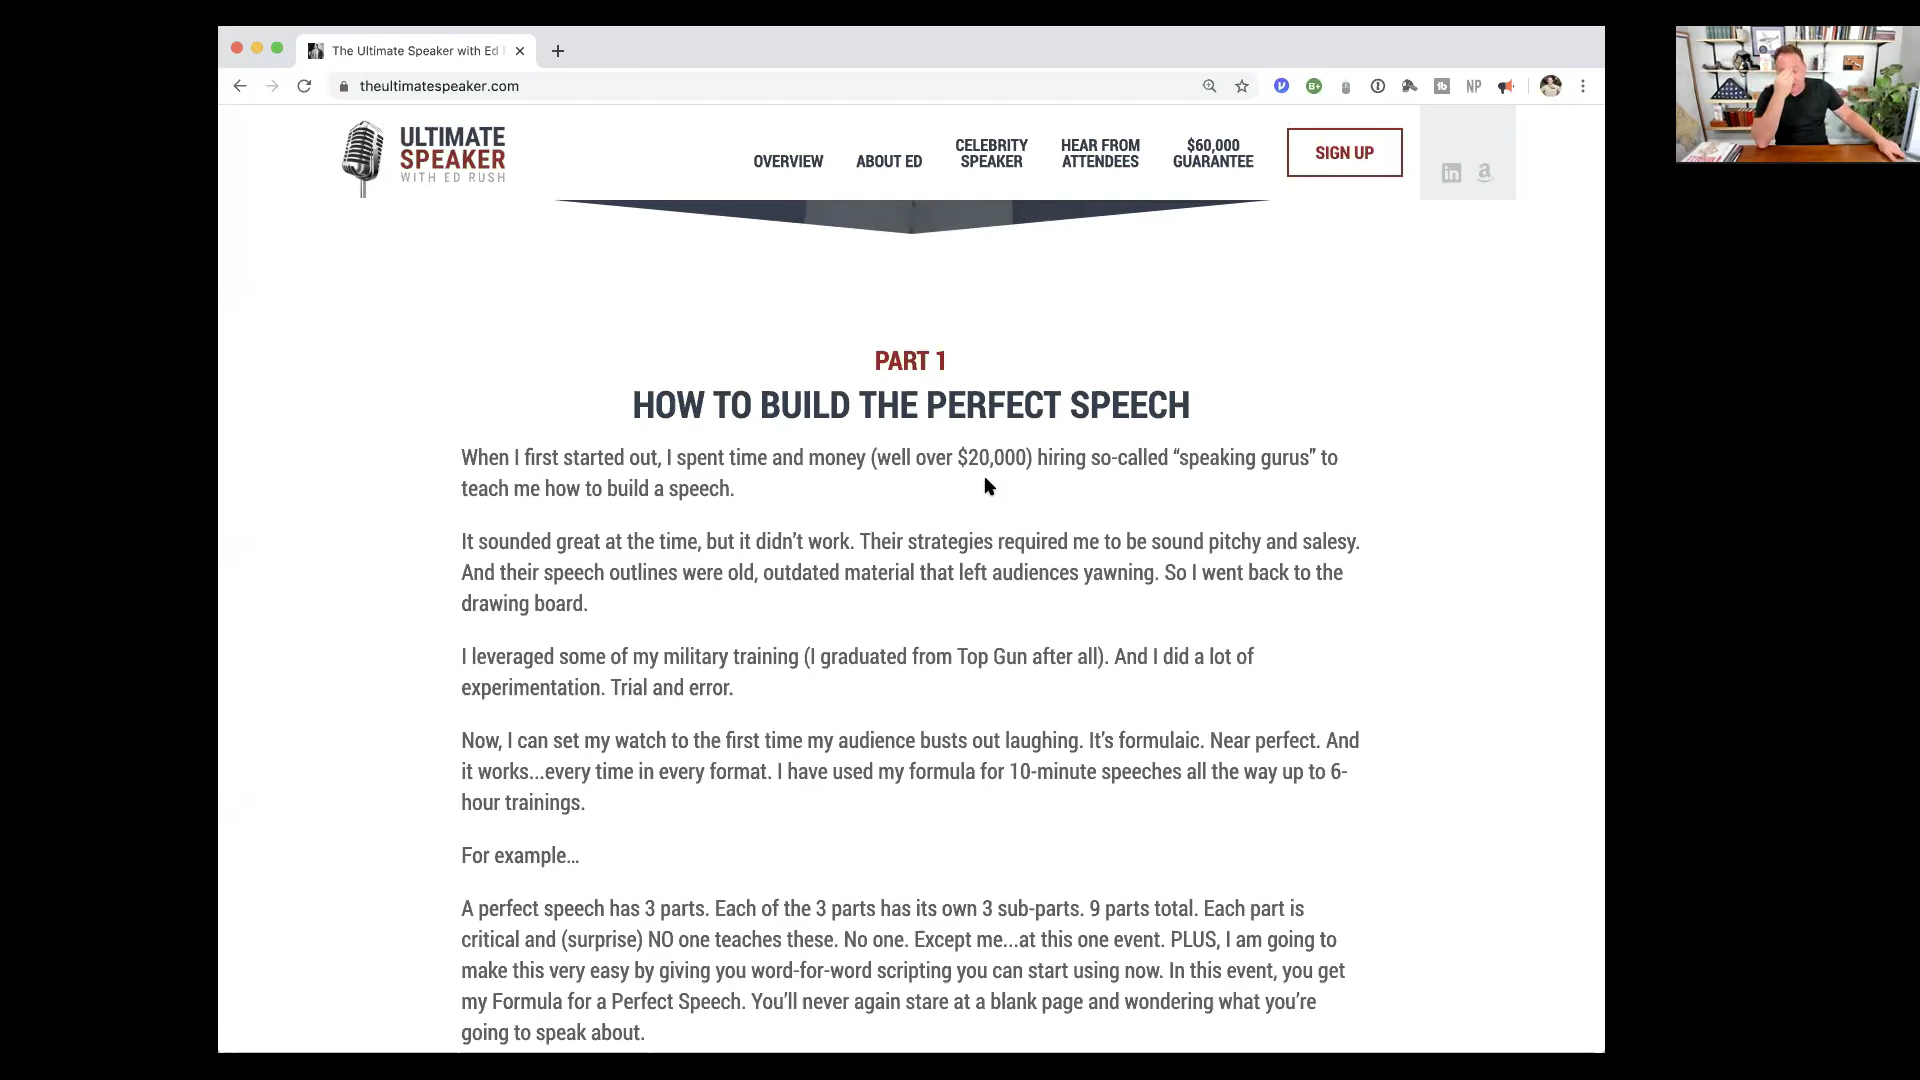 The Ultimate Speaker with Ed
theultimatespeaker.com
NP
ULTIMATE
SPEAKER
WITH ED RUSH
OVERVIEW
ABOUT ED
CELEBRITY
SPEAKER
HEAR FROM
ATTENDEES
$60,000
GUARANTEE
SIGN UP
PART 1
HOW TO BUILD THE PERFECT SPEECH
When I first started out, I spent time and money (well over $20,000) hiring so-called “speaking gurus” to
teach me how to build a speech.
It sounded great at the time, but it didn’t work. Their strategies required me to be sound pitchy and salesy.
And their speech outlines were old, outdated material that left audiences yawning. So I went back to the
drawing board.
I leveraged some of my military training (I graduated from Top Gun after all). And I did a lot of
experimentation. Trial and error.
Now, I can set my watch to the first time my audience busts out laughing. It’s formulaic. Near perfect. And
it works...every time in every format. I have used my formula for 10-minute speeches all the way up to 6-
hour trainings.
For example…
A perfect speech has 3 parts. Each of the 3 parts has its own 3 sub-parts. 9 parts total. Each part is
critical and (surprise) NO one teaches these. No one. Except me...at this one event. PLUS, I am going to
make this very easy by giving you word-for-word scripting you can start using now. In this event, you get
my Formula for a Perfect Speech. You’ll never again stare at a blank page and wondering what you’re
going to speak about.